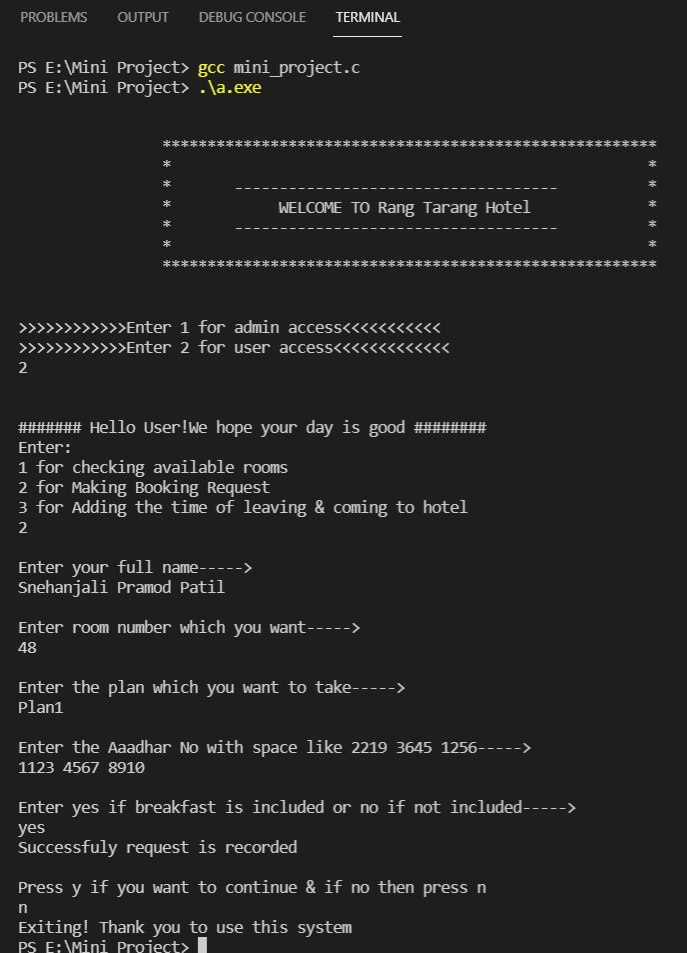 PROBLEMS OUTPUT DEBUG CONSOLE TERMINAL
PS E:\Mini Project> gcc mini_project.c
PS E:\Mini Project> .\a.exe
*******************************************************
* *
* ------------------------------------ *
* WELCOME TO Rang Tarang Hotel *
* ------------------------------------ *
* *
*******************************************************
>>>>>>>>>>>>Enter 1 for admin access<<<<<<<<<<<
>>>>>>>>>>>>Enter 2 for user access<<<<<<<<<<<<<
2
####### Hello User!We hope your day is good ########
Enter:
1 for checking available rooms
2 for Making Booking Request
3 for Adding the time of leaving & coming to hotel
2
Enter your full name----->
Snehanjali Pramod Patil
Enter room number which you want----->
48
Enter the plan which you want to take----->
Plan1
Enter the Aaadhar No with space like 2219 3645 1256----->
1123 4567 8910
Enter yes if breakfast is included or no if not included----->
yes
Successfuly request is recorded
Press y if you want to continue & if no then press n
n
Exiting! Thank you to use this system
PS E:\Mini Project>